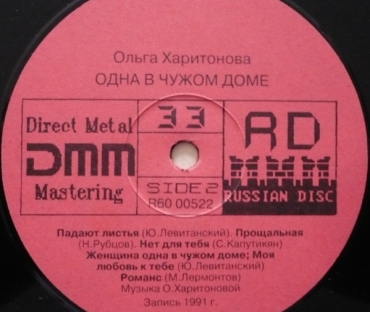 Ольга Харитонова
ОДНА В ЧУЖОМ ДОМЕ
Direct Metal
DMM
Mastering
33
SIDE 2
R60 00522
RD
RUSSIAN DISC
Падают листья (Ю.Левитанский). Прощальная
(Н.Рубцов). Нет для тебя (С.Капутикян)
Женщина одна в чужом доме; Моя
любовь к тебе (Ю.Левитанский)
Романс (М.Лермонтов)
Музыка О.Харитоновой
Запись 1991 г.